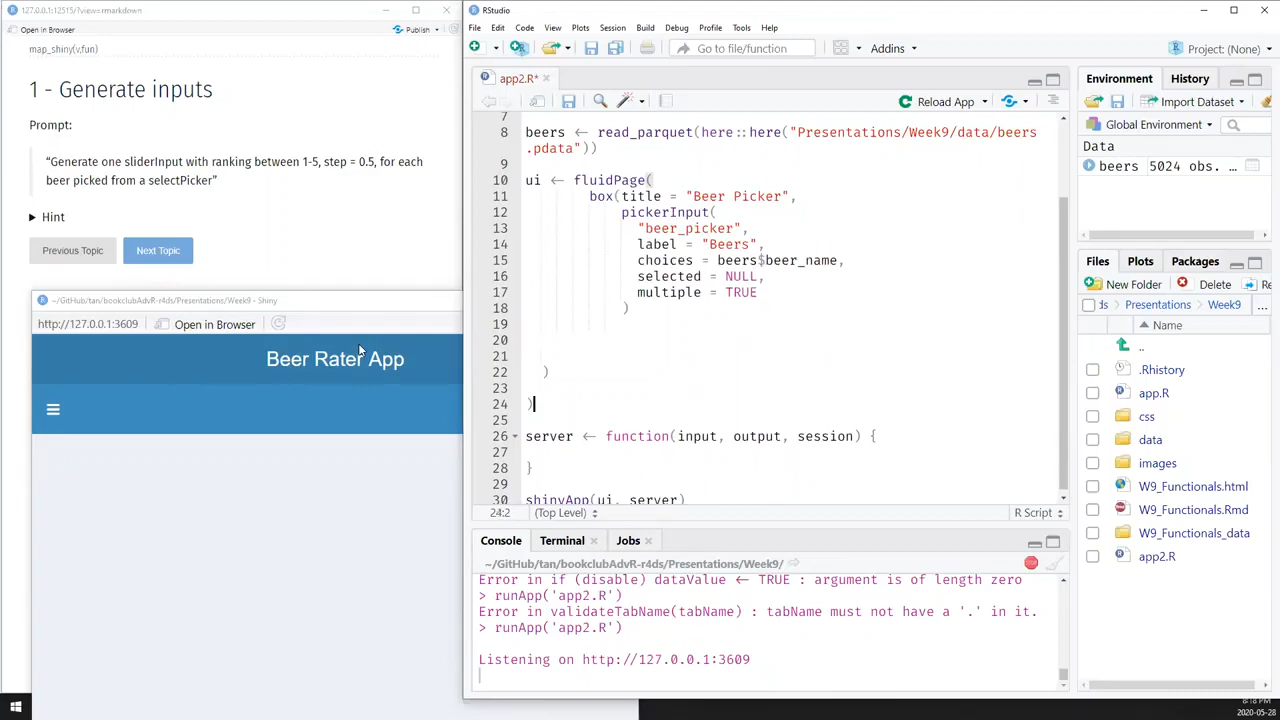 127.0.0.1:12515/?view=rmarkdown
Open in Browser
Publish
map_shiny(v,fun)
1 - Generate inputs
Prompt:
“Generate one sliderInput with ranking between 1-5, step = 0.5, for each
beer picked from a selectPicker”
Hint
Previous Topic
Next Topic
~/GitHub/tan/bookclubAdvR-r4ds/Presentations/Week9 - Shiny
http://127.0.0.1:3609
Open in Browser
Beer Rater App
RStudio
File Edit Code View Plots Session Build Debug Profile Tools Help
Go to file/function
Addins
Project: (None)
app2.R*
Reload App
7
8 beers ← read_parquet(here::here("Presentations/Week9/data/beers
.pdata"))
9
10 ui ← fluidPage(
11 box(title = "Beer Picker",
12 pickerInput(
13 "beer_picker",
14 label = "Beers",
15 choices = beers$beer_name,
16 selected = NULL,
17 multiple = TRUE
18 )
19
20
21
22 )
23
24 )
25
26 server ← function(input, output, session) {
27
28 }
29
30 shinyApp(ui, server)
24:2 (Top Level) R Script
Console Terminal Jobs
~/GitHub/tan/bookclubAdvR-r4ds/Presentations/Week9/
Error in if (disable) dataValue ← TRUE : argument is of length zero
> runApp('app2.R')
Error in validateTabName(tabName) : tabName must not have a '.' in it.
> runApp('app2.R')
Listening on http://127.0.0.1:3609
Environment History
Import Dataset
Global Environment
Data
beers 5024 obs. …
Files Plots Packages
New Folder Delete Re
ds Presentations Week9 ...
Name
..
.Rhistory
app.R
css
data
images
W9_Functionals.html
W9_Functionals.Rmd
W9_Functionals_data
app2.R
8:18 PM
2020-05-28